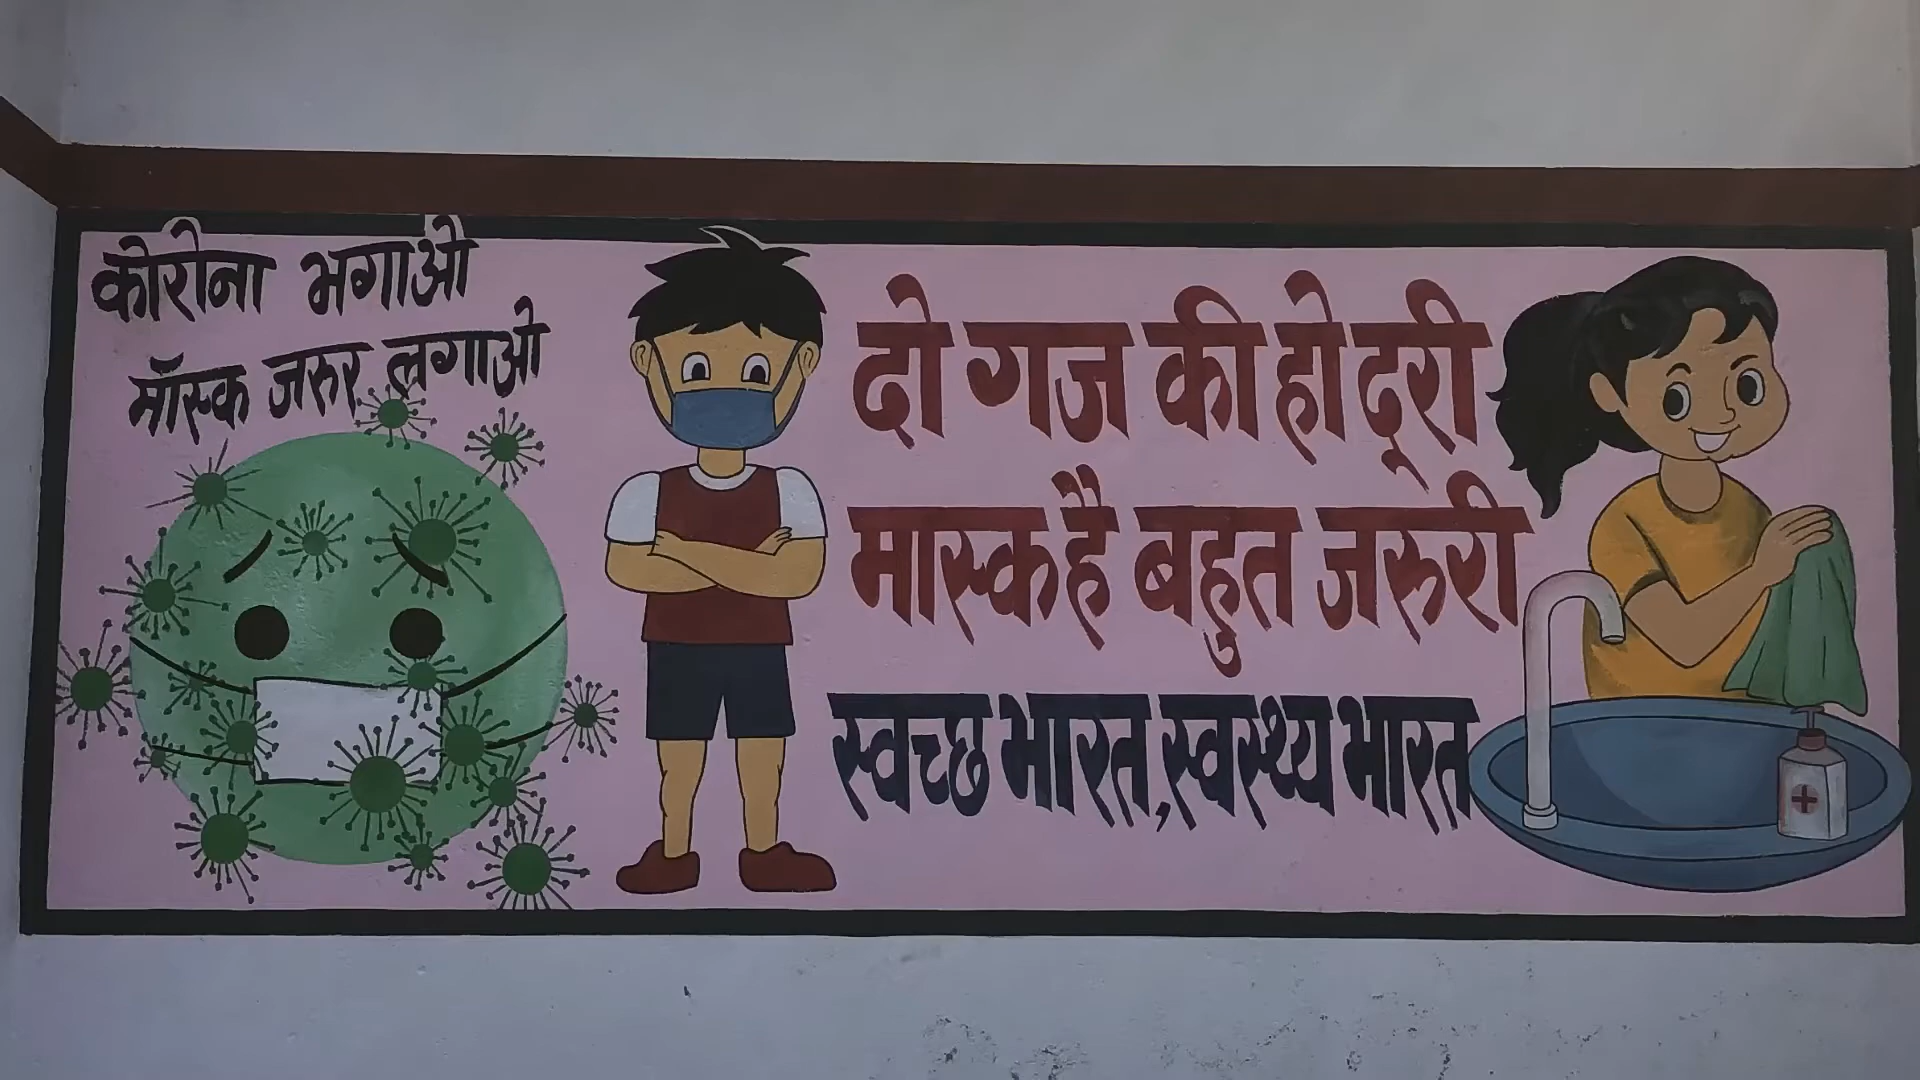 कोरोना भगाओ
मॉस्क जरुर लगाओ
दो गज की हो दूरी
मास्क है बहुत जरुरी
स्वच्छ भारत, स्वस्थ्य भारत